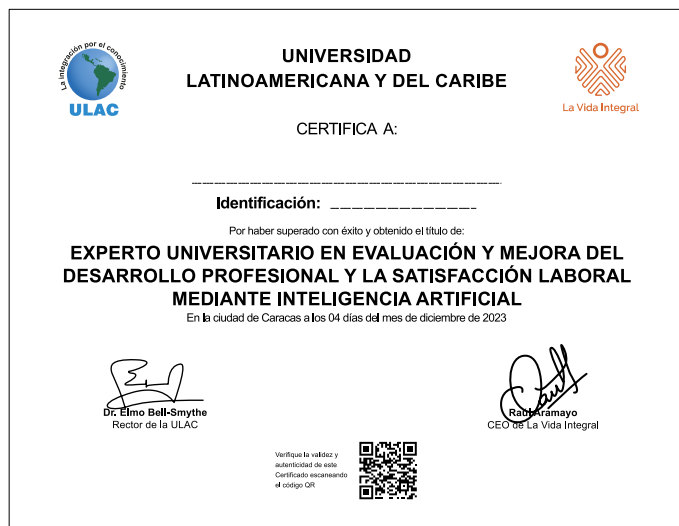 La integración por el conocimiento
ULAC
UNIVERSIDAD
LATINOAMERICANA Y DEL CARIBE
La Vida Integral
CERTIFICA A:
Identificación:
Por haber superado con éxito y obtenido el título de:
EXPERTO UNIVERSITARIO EN EVALUACIÓN Y MEJORA DEL
DESARROLLO PROFESIONAL Y LA SATISFACCIÓN LABORAL
MEDIANTE INTELIGENCIA ARTIFICIAL
En la ciudad de Caracas a los 04 días del mes de diciembre de 2023
Dr. Elmo Bell-Smythe
Rector de la ULAC
Raúl Aramayo
CEO de La Vida Integral
Verifique la validez y
autenticidad de este
Certificado escaneando
el código QR